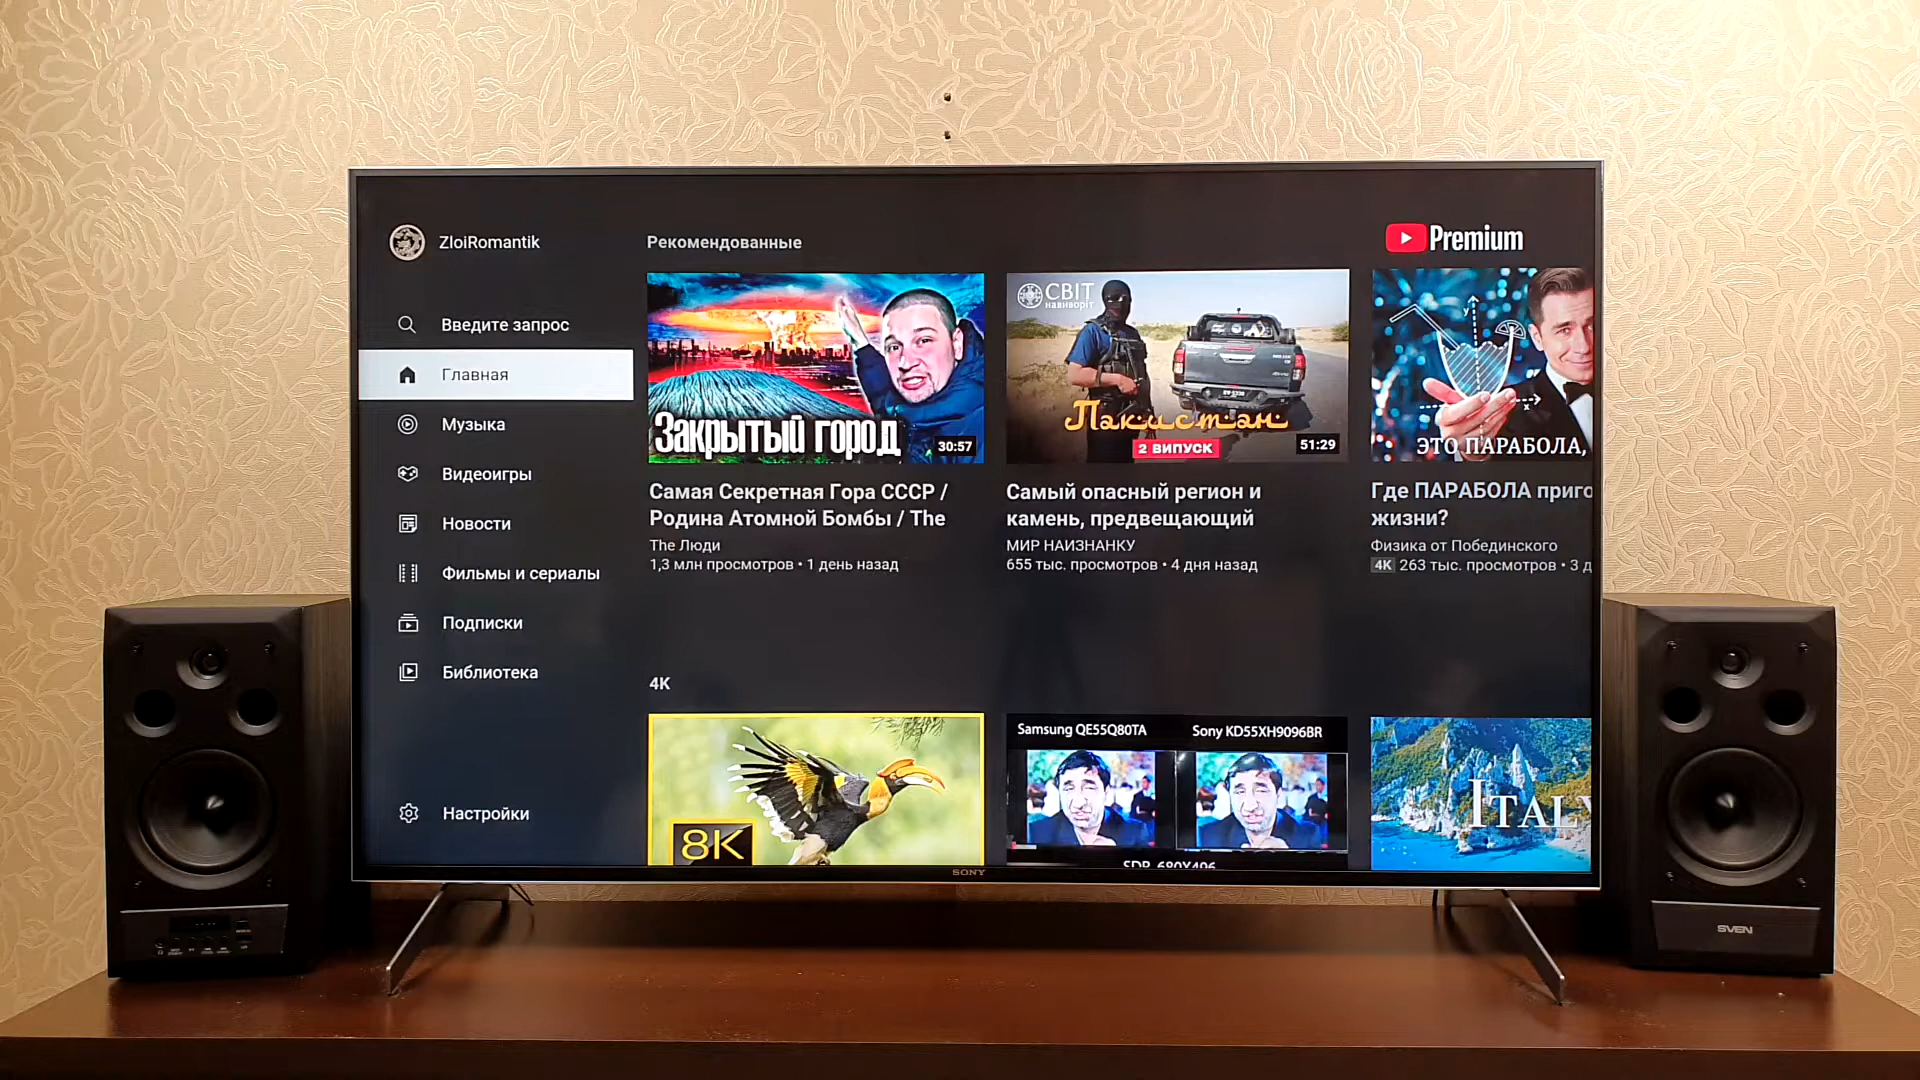 ZloiRomantik
Введите запрос
Главная
Музыка
Видеоигры
Новости
Фильмы и сериалы
Подписки
Библиотека
Настройки
Рекомендованные
Premium
Закрытый город
30:57
Самая Секретная Гора СССР /
Родина Атомной Бомбы / The
The Люди
1,3 млн просмотров • 1 день назад
СВІТ
навиворіт
Пакистан
2 ВИПУСК
51:29
Самый опасный регион и
камень, предвещающий
МИР НАИЗНАНКУ
655 тыс. просмотров • 4 дня назад
y
x
ЭТО ПАРАБОЛА,
Где ПАРАБОЛА приго
жизни?
Физика от Побединского
4K 263 тыс. просмотров • 3 д
4K
8K
Samsung QE55Q80TA
Sony KD55XH9096BR
SDR 680X496
ITALY
SONY
SVEN